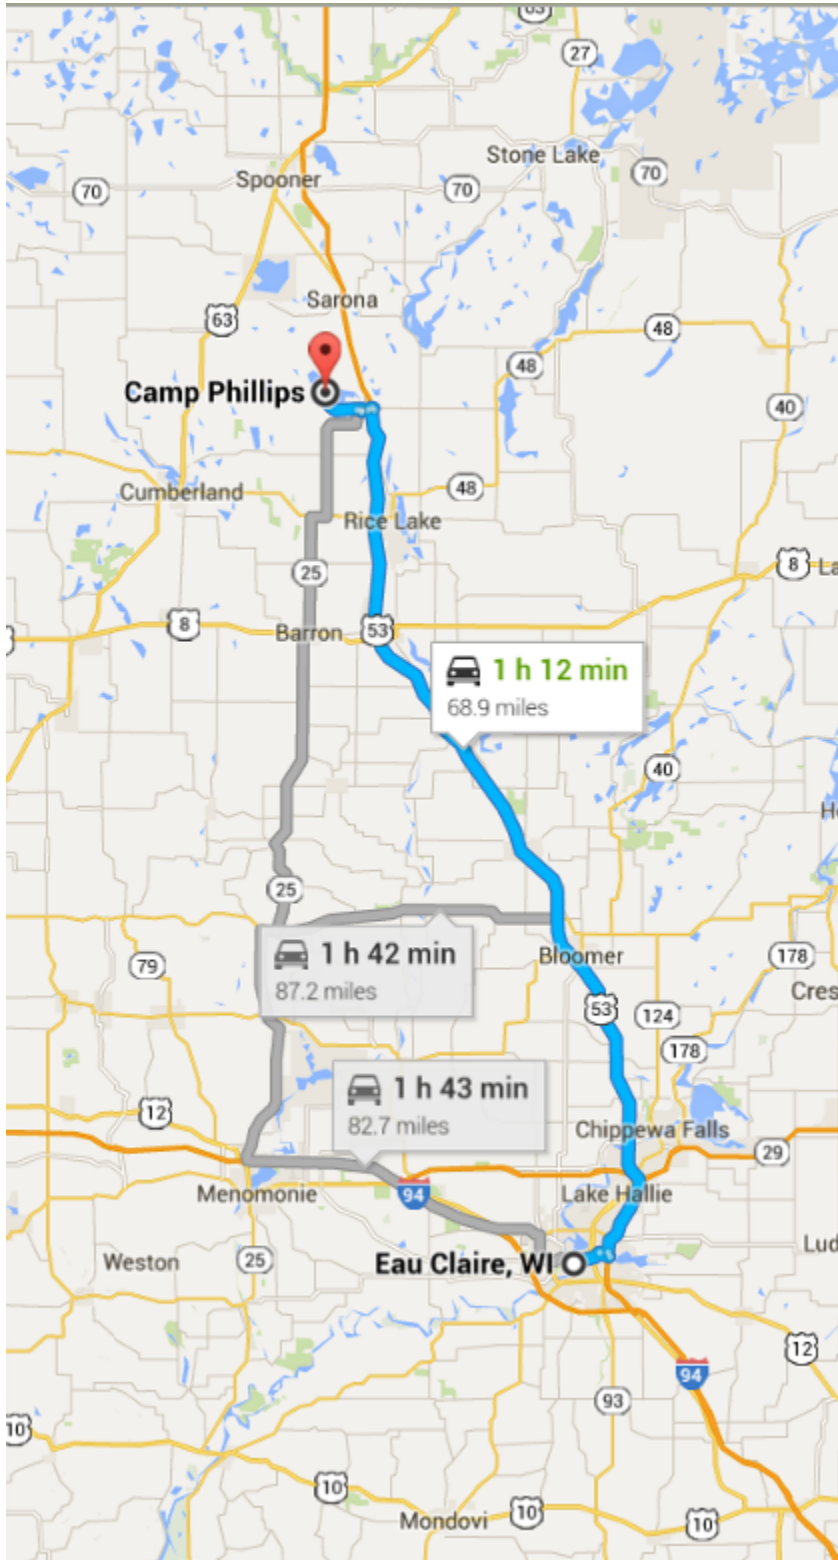 63
27
Stone Lake
70
Spooner
70
70
Sarona
63
48
48
Camp Phillips
40
Cumberland
48
Rice Lake
25
8
La
8
Barron
53
1 h 12 min
68.9 miles
40
H
25
1 h 42 min
87.2 miles
Bloomer
79
178
53
124
Cres
178
1 h 43 min
82.7 miles
12
Chippewa Falls
29
Menomonie
94
Lake Hallie
Weston
25
Eau Claire, WI
Lud
12
94
93
10
10
Mondovi
10
10